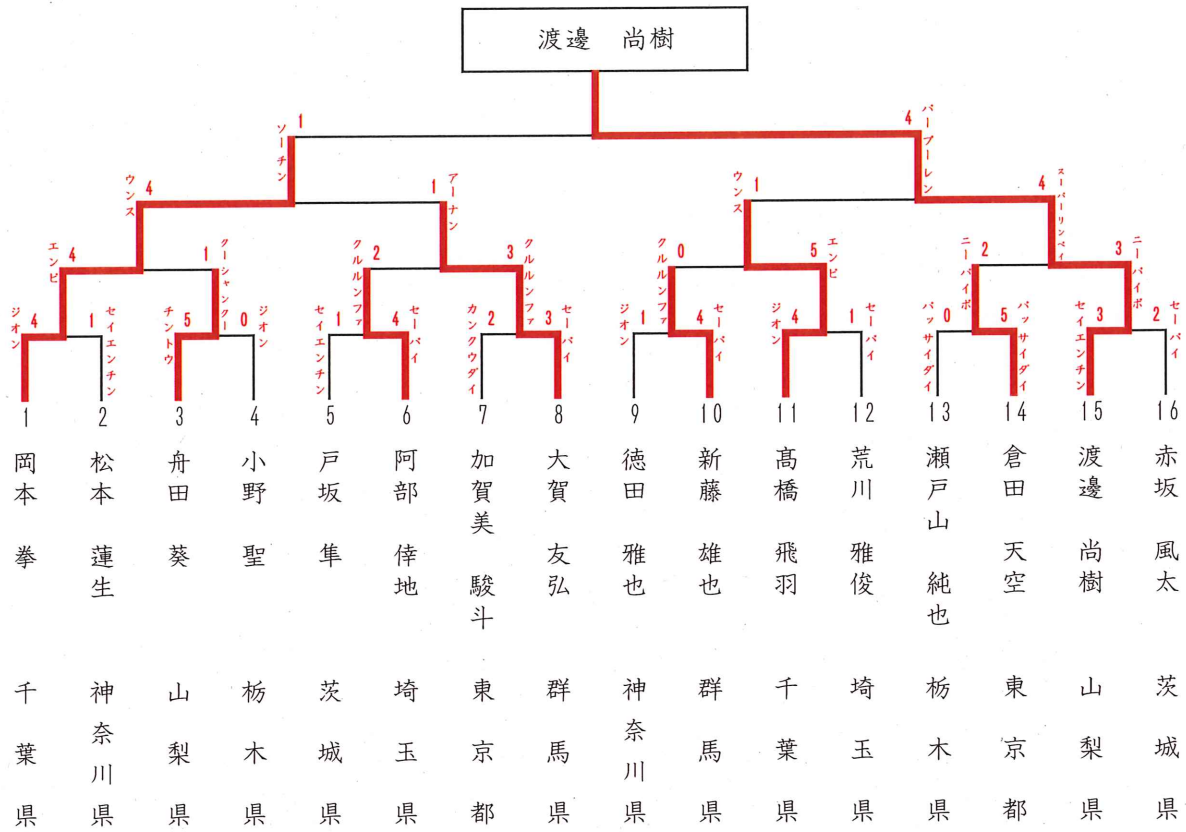 渡邊 尚樹
1
ソーチン
4
パープーレン
ウンス
4
1
アーナン
ウンス
1
4
スーパーリンペイ
エンピ
4
1
クーシャンクー
クルルンファ
2
3
クルルンファ
クルルンファ
0
5
エンピ
ニーパイポ
2
3
ニーパイポ
ジオン
4
1
セイエンチン
チントウ
5
0
ジオン
セイエンチン
1
4
セーパイ
カンクウダイ
2
3
セーパイ
ジオン
1
4
セーパイ
ジオン
4
1
セーパイ
バッサイダイ
0
5
バッサイダイ
セイエンチン
3
2
セーパイ
1 岡本 拳 千葉県
2 松本 蓮生 神奈川県
3 舟田 葵 山梨県
4 小野 聖 栃木県
5 戸坂 隼 茨城県
6 阿部 倖地 埼玉県
7 加賀美 駿斗 東京都
8 大賀 友弘 群馬県
9 徳田 雅也 神奈川県
10 新藤 雄也 群馬県
11 髙橋 飛羽 千葉県
12 荒川 雅俊 埼玉県
13 瀬戸山 純也 栃木県
14 倉田 天空 東京都
15 渡邊 尚樹 山梨県
16 赤坂 風太 茨城県